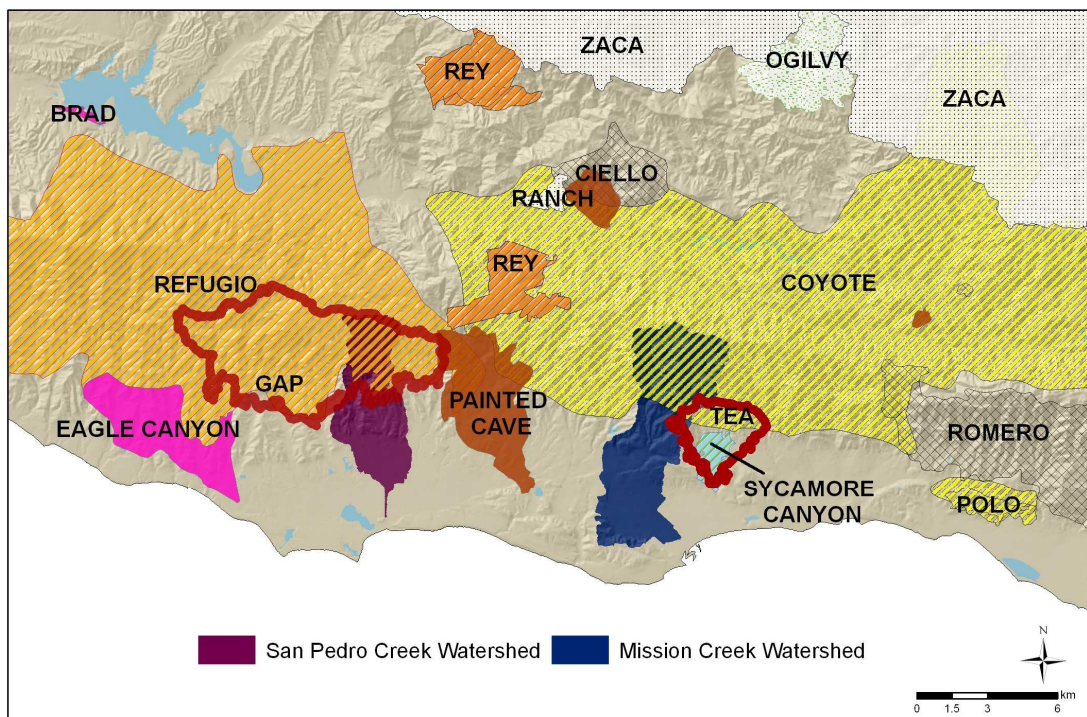 ZACA
OGILVY
REY
ZACA
BRAD
CIELLO
RANCH
REY
REFUGIO
COYOTE
GAP
PAINTED
CAVE
TEA
EAGLE CANYON
ROMERO
SYCAMORE
CANYON
POLO
San Pedro Creek Watershed
Mission Creek Watershed
N
km
0 1.5 3 6